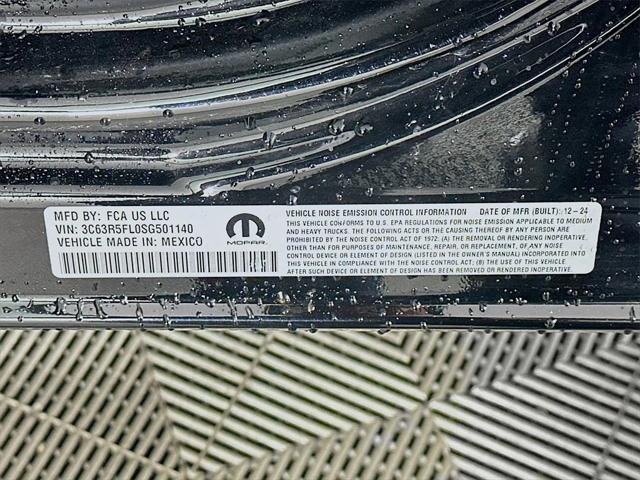 MFD BY: FCA US LLC
VIN: 3C63R5FL0SG501140
VEHICLE MADE IN: MEXICO
MOPAR
VEHICLE NOISE EMISSION CONTROL INFORMATION DATE OF MFR (BUILT): 12-24
THIS VEHICLE CONFORMS TO U.S. EPA REGULATIONS FOR NOISE EMISSION APPLICABLE TO MEDIUM
AND HEAVY TRUCKS. THE FOLLOWING ACTS OR THE CAUSING THEREOF BY ANY PERSON ARE
PROHIBITED BY THE NOISE CONTROL ACT OF 1972: (A) THE REMOVAL OR RENDERING INOPERATIVE,
OTHER THAN FOR PURPOSES OF MAINTENANCE, REPAIR, OR REPLACEMENT, OF ANY NOISE CONTROL
DEVICE OR ELEMENT OF DESIGN (LISTED IN THE OWNER'S MANUAL) INCORPORATED INTO
THIS VEHICLE IN COMPLIANCE WITH THE NOISE CONTROL ACT; (B) THE USE OF THIS VEHICLE
AFTER SUCH DEVICE OR ELEMENT OF DESIGN HAS BEEN REMOVED OR RENDERED INOPERATIVE.